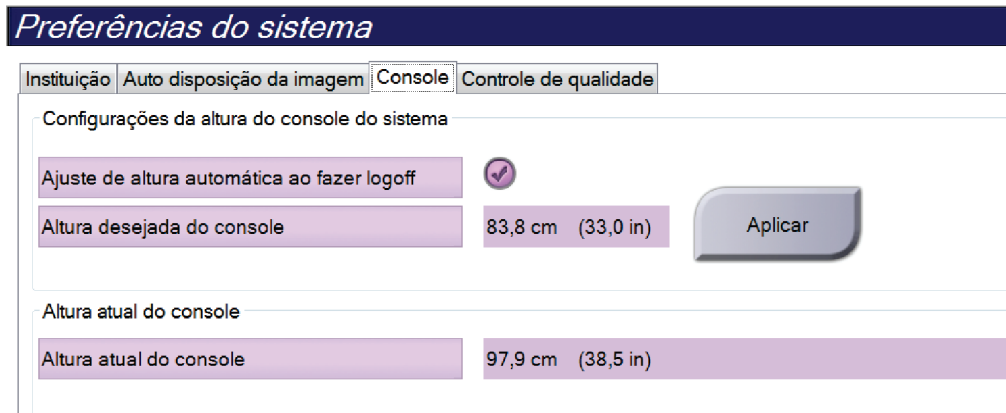 Preferências do sistema
Instituição Auto disposição da imagem Console Controle de qualidade
Configurações da altura do console do sistema
Ajuste de altura automática ao fazer logoff
Altura desejada do console 83,8 cm (33,0 in) Aplicar
Altura atual do console
Altura atual do console 97,9 cm (38,5 in)